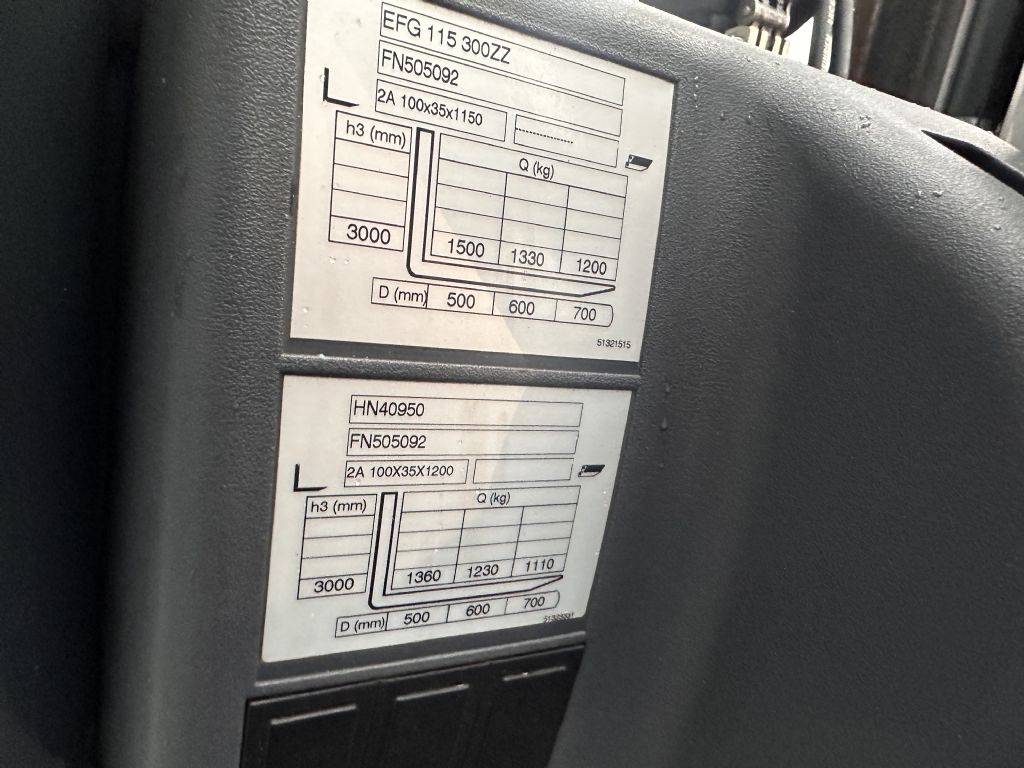 EFG 115 300ZZ
FN505092
2A 100x35x1150
h3 (mm)
Q (kg)
3000 1500 1330 1200
D (mm) 500 600 700
51321515
HN40950
FN505092
2A 100X35X1200
h3 (mm) Q (kg)
3000 1360 1230 1110
D (mm) 500 600 700